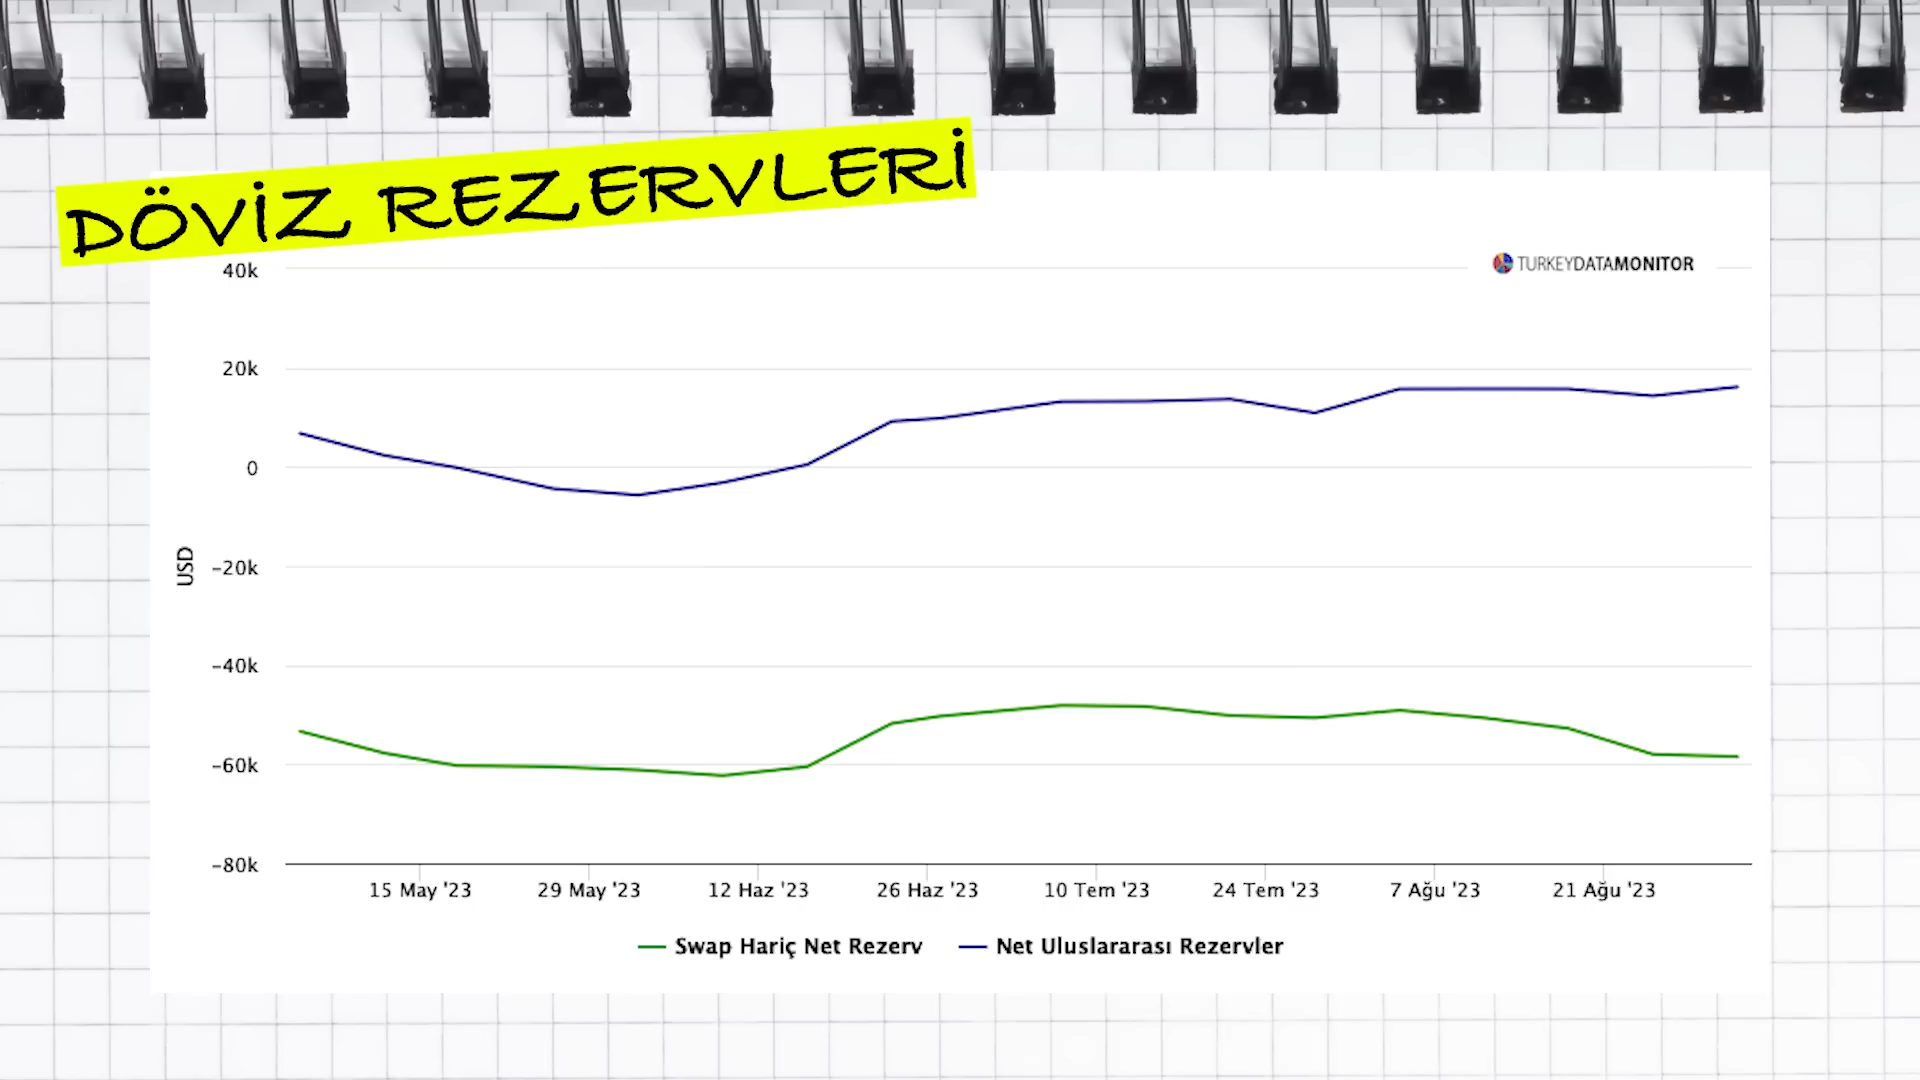 DÖVİZ REZERVLERİ
TURKEYDATAMONITOR
40k
20k
0
-20k
-40k
-60k
-80k
USD
15 May '23 29 May '23 12 Haz '23 26 Haz '23 10 Tem '23 24 Tem '23 7 Ağu '23 21 Ağu '23
Swap Hariç Net Rezerv Net Uluslararası Rezervler